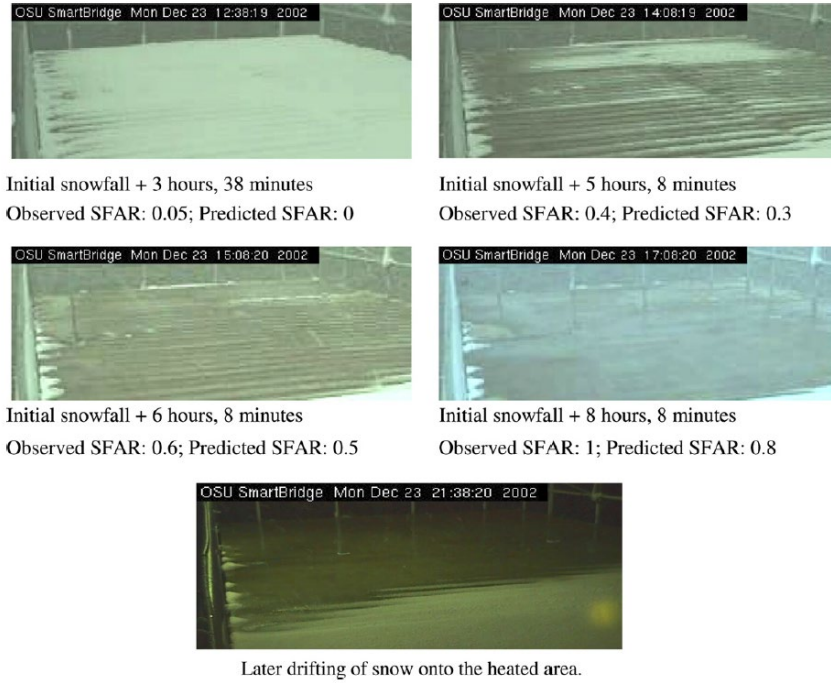 OSU SmartBridge Mon Dec 23 12:38:19 2002
Initial snowfall + 3 hours, 38 minutes
Observed SFAR: 0.05; Predicted SFAR: 0
OSU SmartBridge Mon Dec 23 14:08:19 2002
Initial snowfall + 5 hours, 8 minutes
Observed SFAR: 0.4; Predicted SFAR: 0.3
OSU SmartBridge Mon Dec 23 15:08:20 2002
Initial snowfall + 6 hours, 8 minutes
Observed SFAR: 0.6; Predicted SFAR: 0.5
OSU SmartBridge Mon Dec 23 17:08:20 2002
Initial snowfall + 8 hours, 8 minutes
Observed SFAR: 1; Predicted SFAR: 0.8
OSU SmartBridge Mon Dec 23 21:38:20 2002
Later drifting of snow onto the heated area.